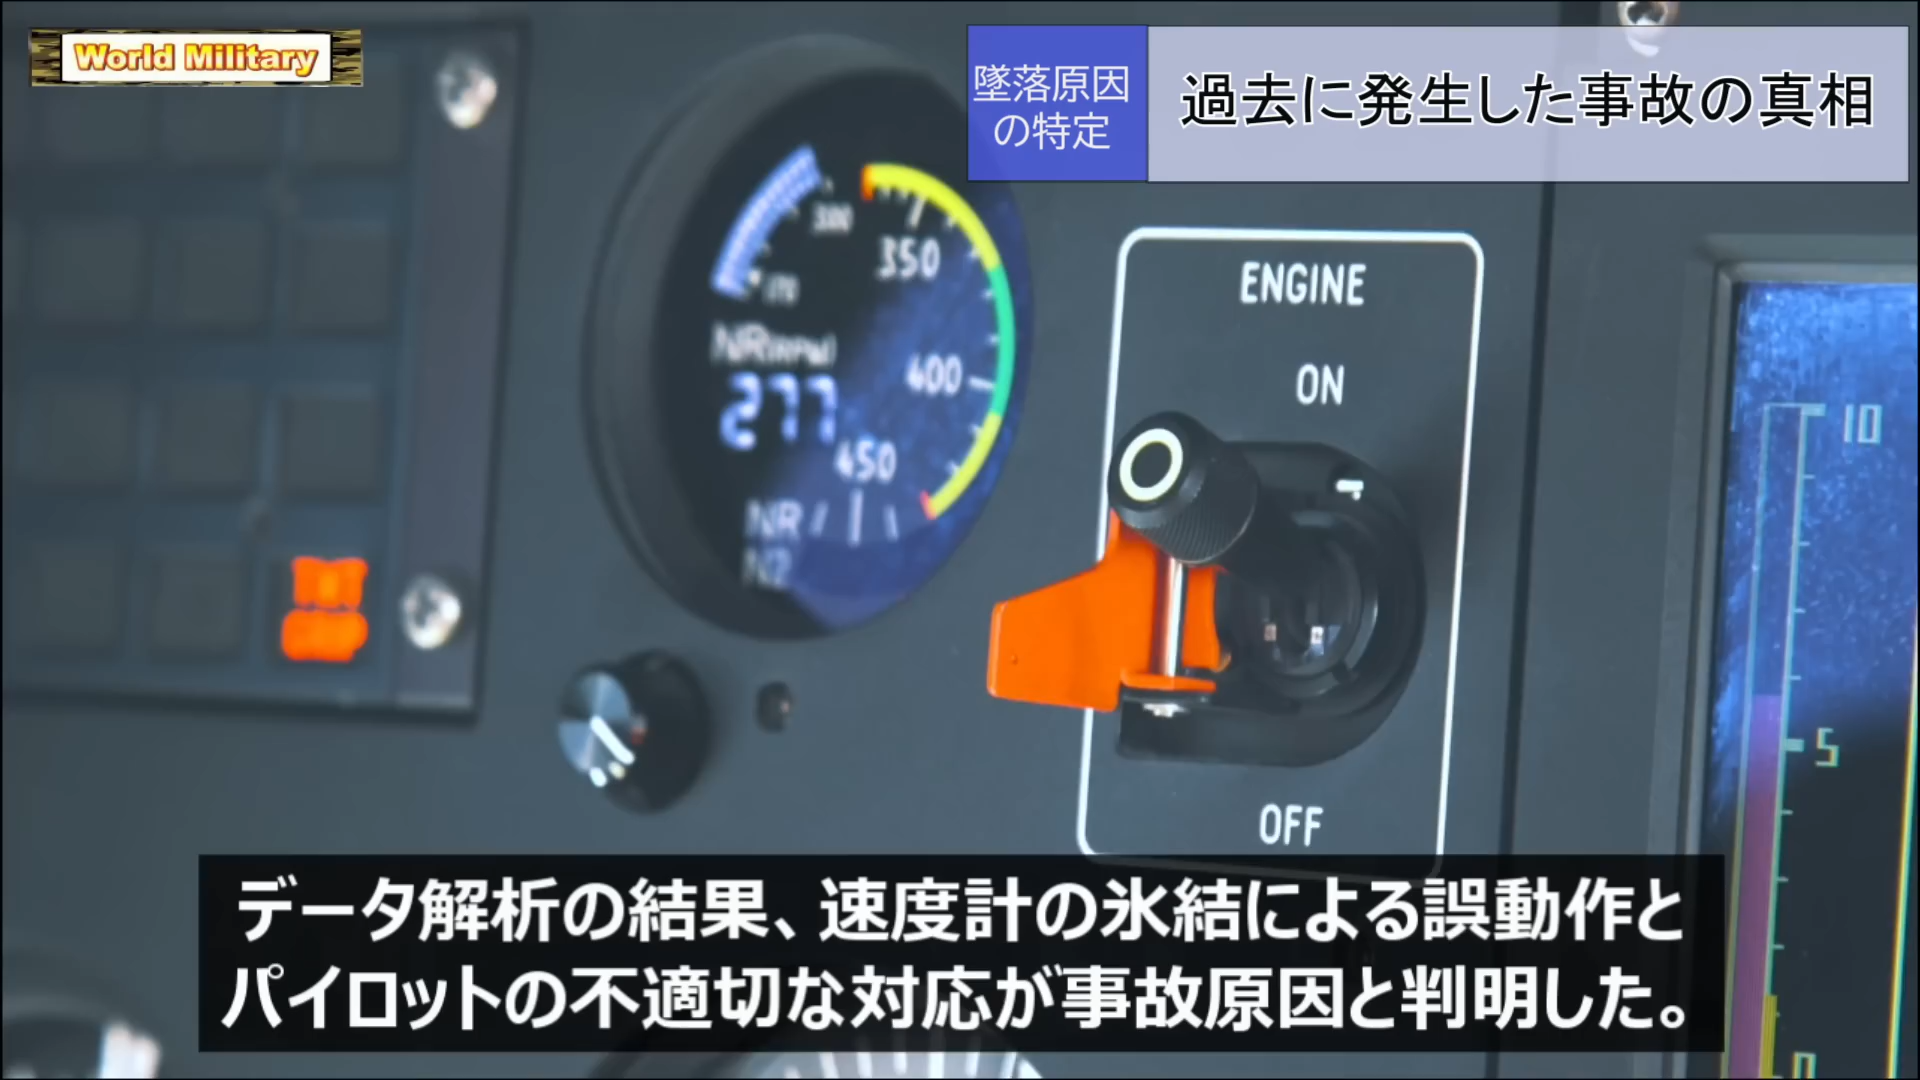 World Military
墜落原因
の特定
過去に発生した事故の真相
300
350
170
NR(RPM)
277
400
450
NR
N2
ENGINE
ON
OFF
10
5
0
データ解析の結果、速度計の氷結による誤動作と
パイロットの不適切な対応が事故原因と判明した。